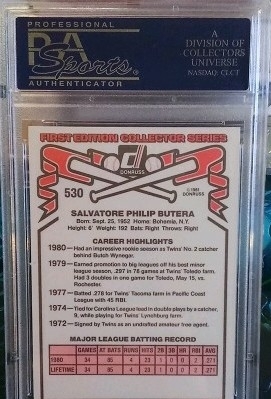 PROFESSIONAL
PSA
Sports
AUTHENTICATOR
A
DIVISION OF
COLLECTORS
UNIVERSE
NASDAQ: CLCT
FIRST EDITION COLLECTOR SERIES
DONRUSS
530
© 1981
DONRUSS
SALVATORE PHILIP BUTERA
Born: Sept. 25, 1952 Home: Bohemia, N.Y.
Height: 6' Weight: 192 Bats: Right Throws: Right
CAREER HIGHLIGHTS
1980— Had an impressive rookie season as Twins' No. 2 catcher
behind Butch Wynegar.
1979— Earned promotion to big leagues off his best minor
league season, .297 in 78 games at Twins' Toledo farm.
Had 3 doubles in one game for Toledo, May 15, vs.
Rochester.
1977— Batted .278 for Twins' Tacoma farm in Pacific Coast
League with 45 RBI.
1974— Tied for Carolina League lead in double plays by a catcher,
9, while playing for Twins' Lynchburg farm.
1972— Signed by Twins as an undrafted amateur free agent.
MAJOR LEAGUE BATTING RECORD
GAMES AT BATS RUNS HITS 2B 3B HR RBI AVG
1980 34 85 4 23 1 0 0 2 .271
LIFETIME 34 85 4 23 1 0 0 2 .271